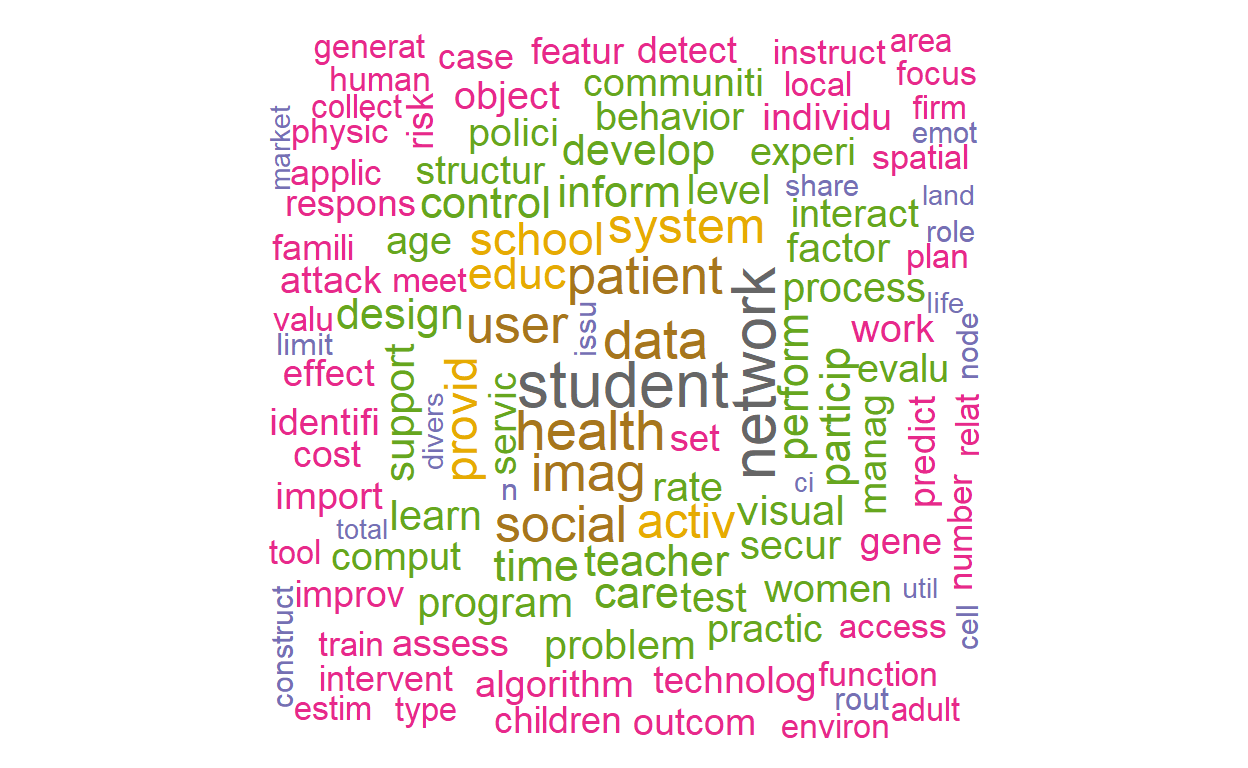 generat case featur detect instruct area
human communiti local focus
collect object behavior individu firm
market physic risk polici develop experi emot
applic structur inform level share spatial land
respons control system interact role
famili age school factor plan
attack meet educ patient network process life
valu design user issu data work node
limit
effect support divers provid servic student perform particip evalu
identifi health set manag predict relat
cost imag n rate ci
import learn social activ visual number
total
tool comput time teacher secur gene
construct improv program care test women util cell
train assess problem practic access
intervent algorithm technolog function
estim type children outcom environ rout adult